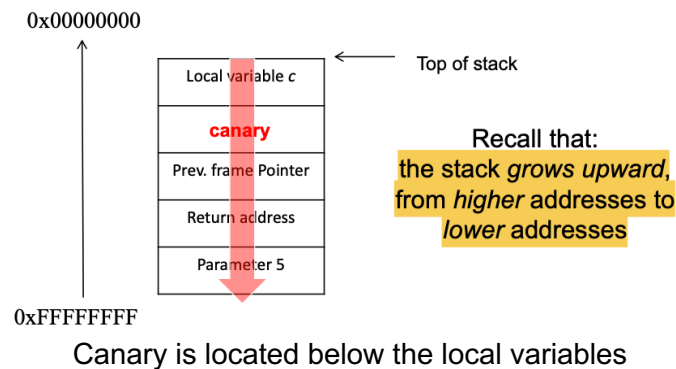 0x00000000
Local variable c
Top of stack
canary
Prev. frame Pointer
Return address
Parameter 5
0xFFFFFFFF
Recall that:
the stack grows upward,
from higher addresses to
lower addresses
Canary is located below the local variables